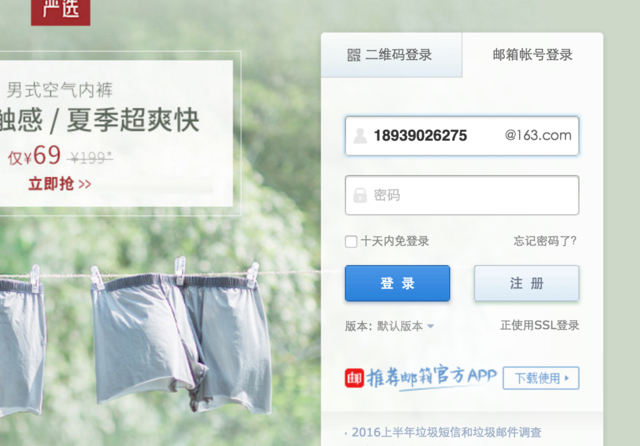 严选
男式空气内裤
触感 / 夏季超爽快
仅¥69 ¥199*
立即抢 >>
二维码登录
邮箱帐号登录
18939026275 @163.com
密码
十天内免登录 忘记密码了?
登 录 注 册
版本: 默认版本 正使用SSL登录
邮 推荐邮箱官方APP 下载使用
· 2016上半年垃圾短信和垃圾邮件调查